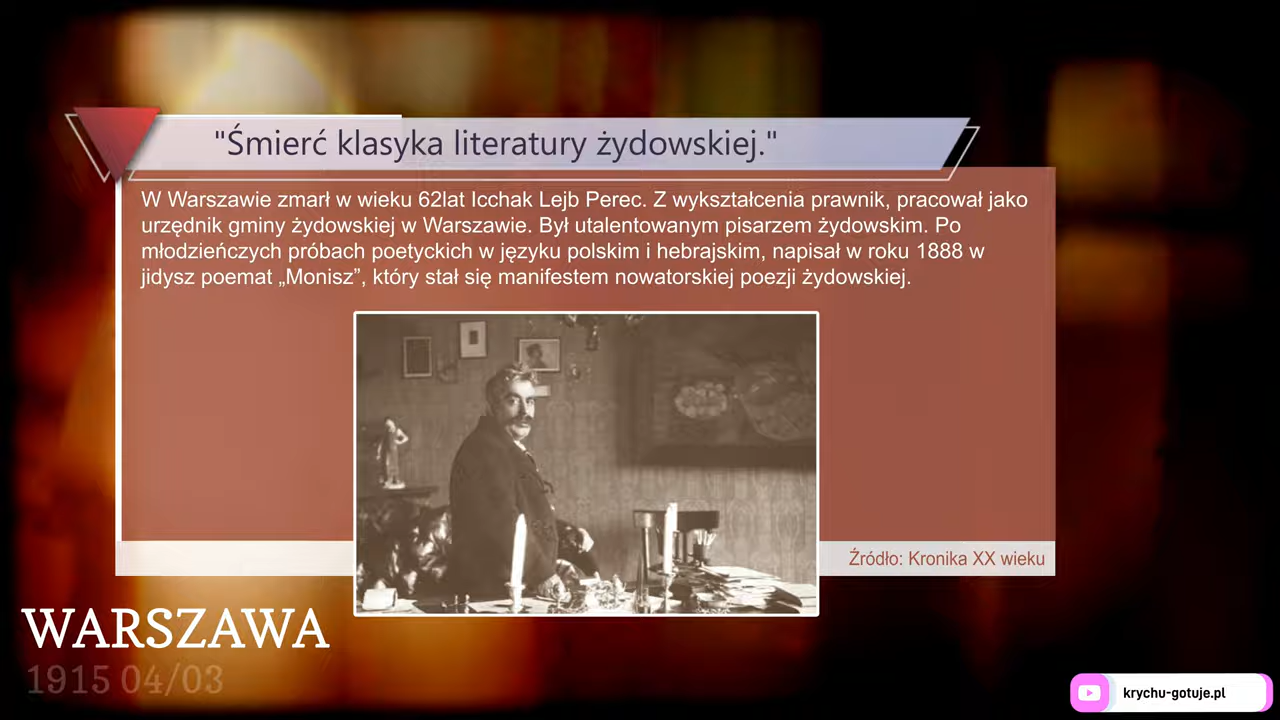 "Śmierć klasyka literatury żydowskiej."
W Warszawie zmarł w wieku 62lat Icchak Lejb Perec. Z wykształcenia prawnik, pracował jako
urzędnik gminy żydowskiej w Warszawie. Był utalentowanym pisarzem żydowskim. Po
młodzieńczych próbach poetyckich w języku polskim i hebrajskim, napisał w roku 1888 w
jidysz poemat „Monisz”, który stał się manifestem nowatorskiej poezji żydowskiej.
Źródło: Kronika XX wieku
WARSZAWA
1915 04/03
krychu-gotuje.pl